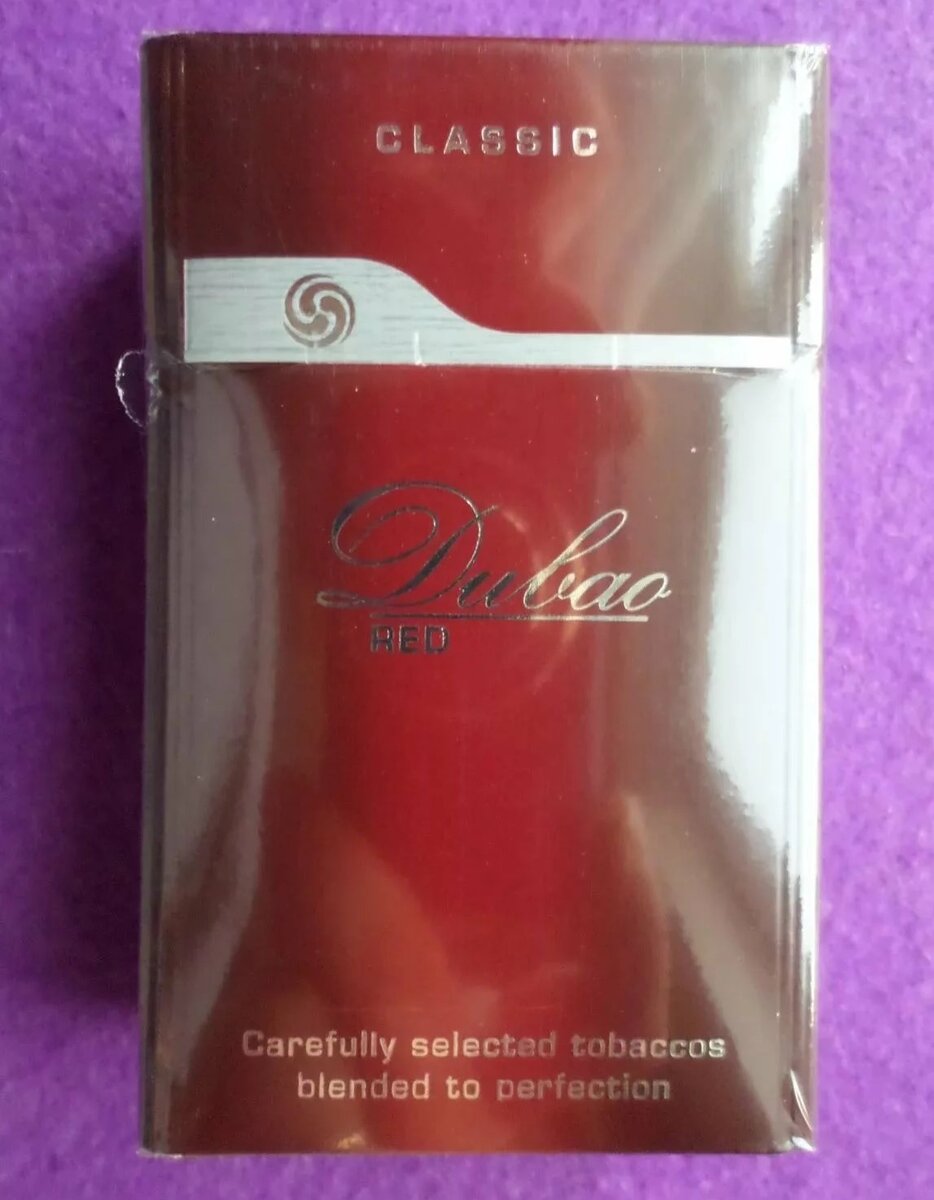 CLASSIC
Dubao
RED
Carefully selected tobaccos
blended to perfection